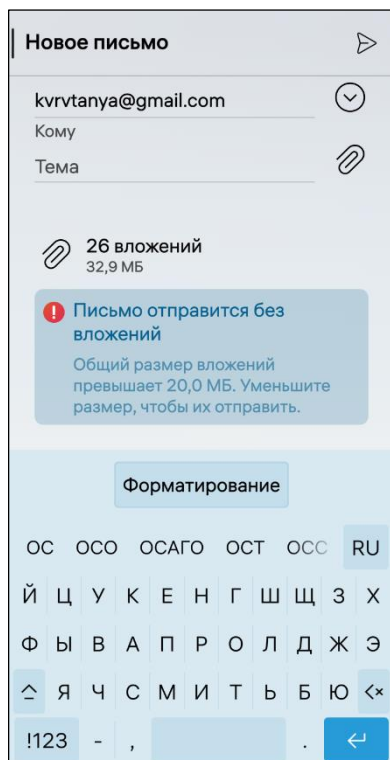 Новое письмо
kvrvtanya@gmail.com
Кому
Тема
26 вложений
32,9 МБ
Письмо отправится без
вложений
Общий размер вложений
превышает 20,0 МБ. Уменьшите
размер, чтобы их отправить.
Форматирование
ОС ОСО ОСАГО ОСТ ОСС RU
Й Ц У К Е Н Г Ш Щ З Х
Ф Ы В А П Р О Л Д Ж Э
Я Ч С М И Т Ь Б Ю
!123 - , .